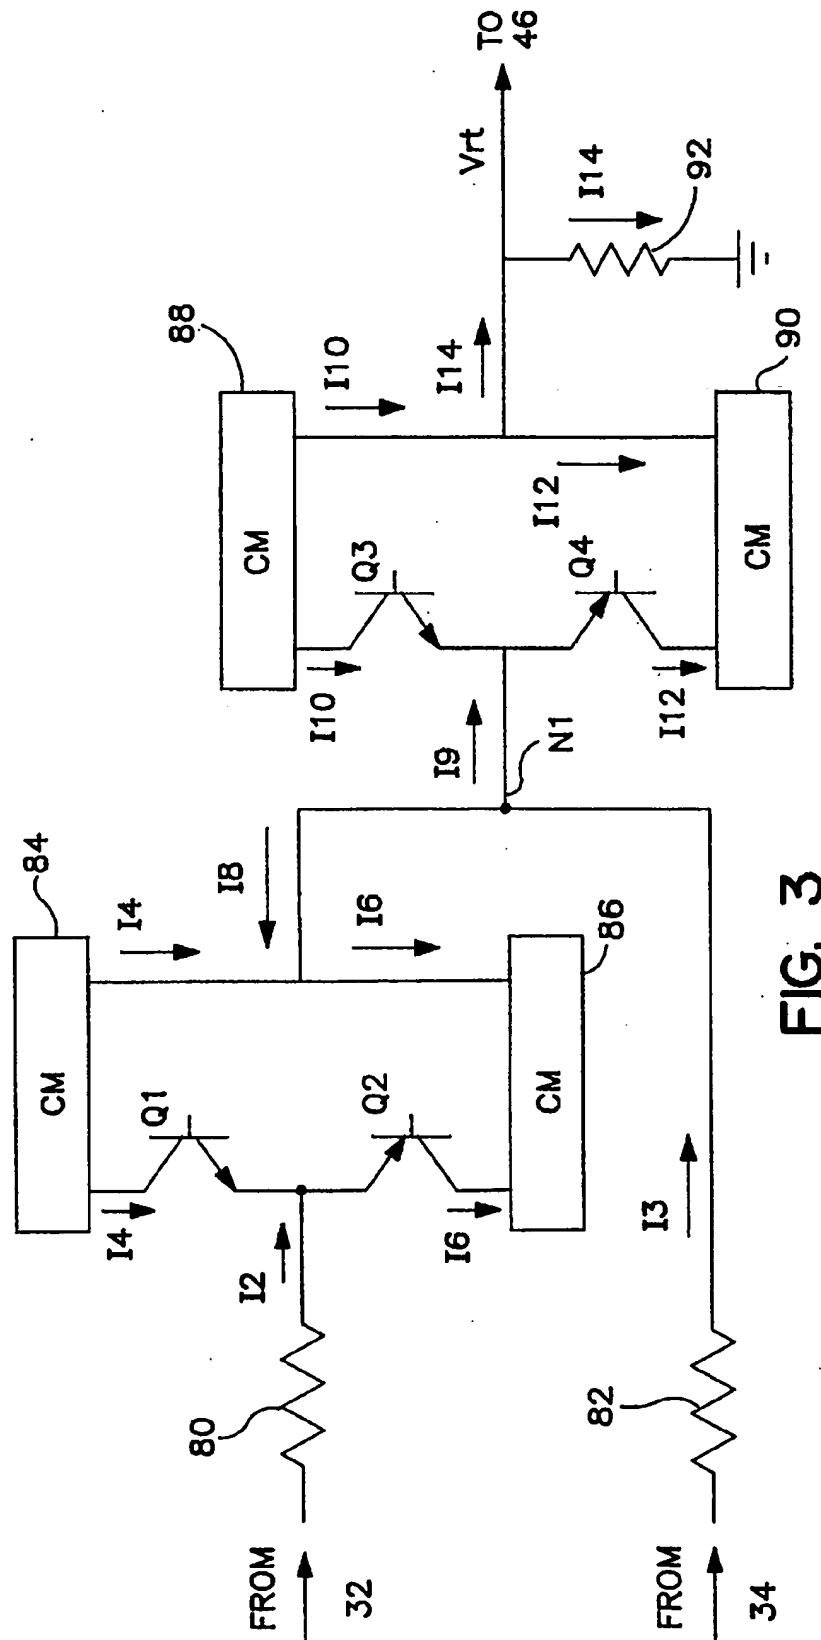 FROM
32
80
I2
I4
CM
84
I4
Q1
I8
I6
Q2
I6
CM
86
FROM
34
82
I3
I9
N1
I10
CM
88
I10
Q3
I14
I12
Q4
I12
CM
90
Vrt
TO
46
I14
92
FIG. 3